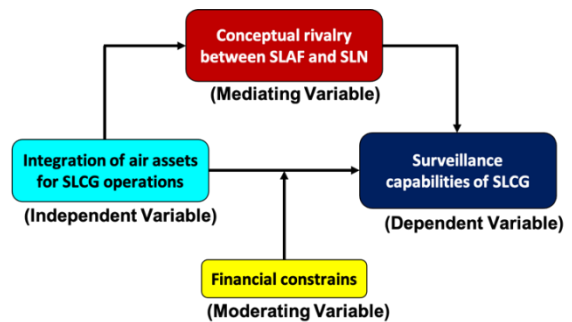 Conceptual rivalry
between SLAF and SLN
(Mediating Variable)
Integration of air assets
for SLCG operations
(Independent Variable)
Surveillance
capabilities of SLCG
(Dependent Variable)
Financial constrains
(Moderating Variable)